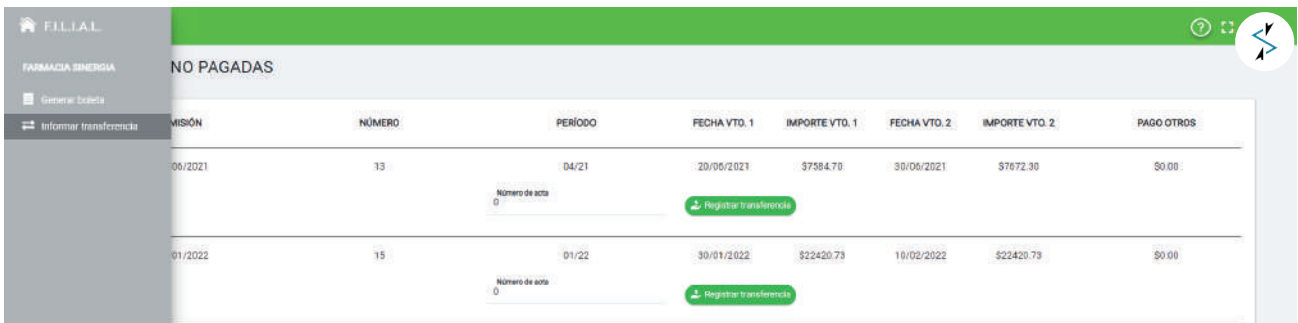 F.I.L.I.A.L.
FARMACIA SINERGIA
Generar boleta
Informar transferencia
NO PAGADAS
MISIÓN NÚMERO PERÍODO FECHA VTO. 1 IMPORTE VTO. 1 FECHA VTO. 2 IMPORTE VTO. 2 PAGO OTROS
06/2021 13 04/21 20/06/2021 $7584.70 30/06/2021 $7672.30 $0.00
Número de acta
0
Registrar transferencia
01/2022 15 01/22 30/01/2022 $22420.73 10/02/2022 $22420.73 $0.00
Número de acta
0
Registrar transferencia